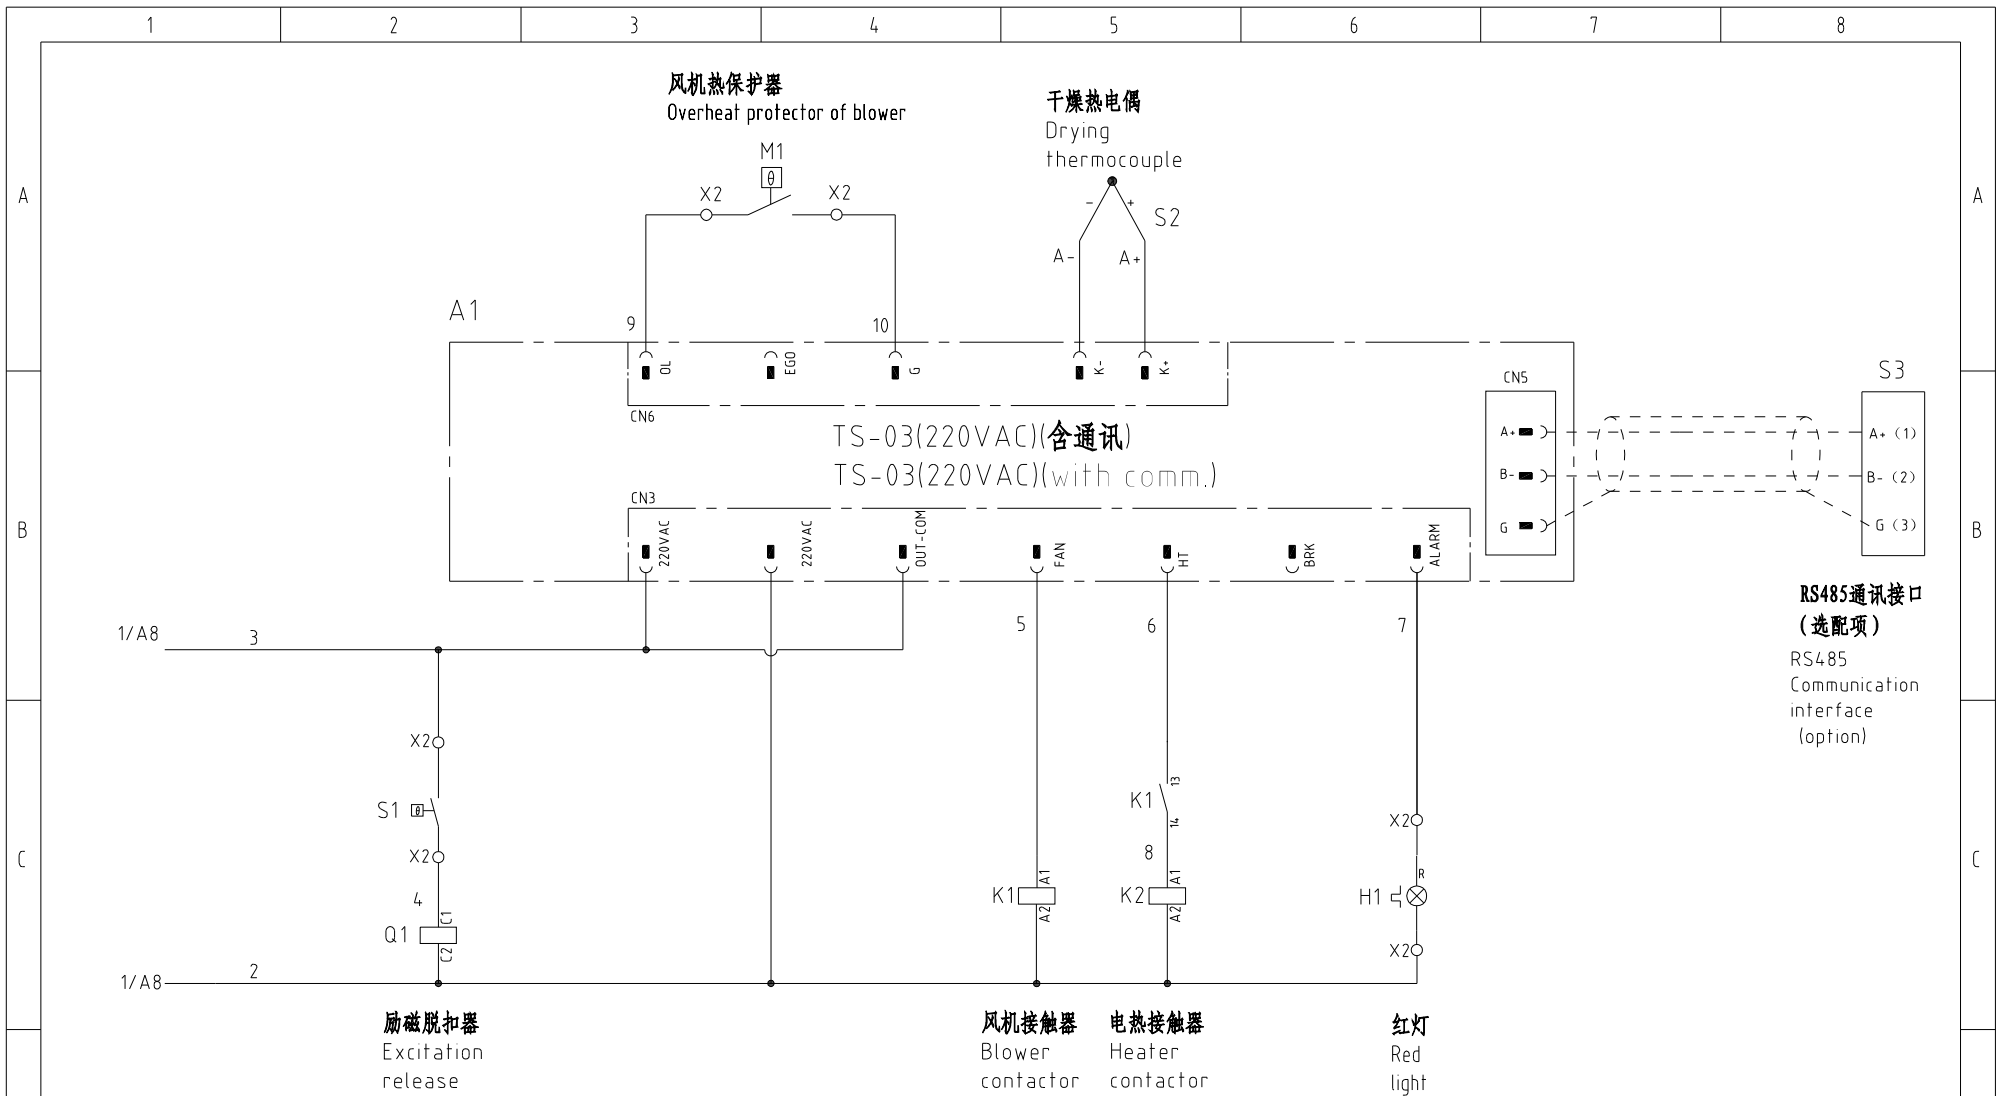 1 2 3 4 5 6 7 8
风机热保护器
Overheat protector of blower
干燥热电偶
Drying
thermocouple
M1
θ
X2 X2
- +
S2
A A
A- A+
A1
9 10
OL EGO G K- K+
CN6
CN5
S3
TS-03(220VAC)(含通讯)
TS-03(220VAC)(with comm.)
A+ A+ (1)
B- B- (2)
G G (3)
CN3
220VAC 220VAC OUT-COM FAN HT BRK ALARM
B B
RS485通讯接口
(选配项)
RS485
Communication
interface
(option)
1/A8 3 5 6 7
X2
S1 θ
X2
4
Q1 C1 C2
K1 13 14
8
K1 A1 A2
K2 A1 A2
X2
R
H1
X2
C C
1/A8 2
励磁脱扣器
Excitation
release
风机接触器
Blower
contactor
电热接触器
Heater
contactor
红灯
Red
light